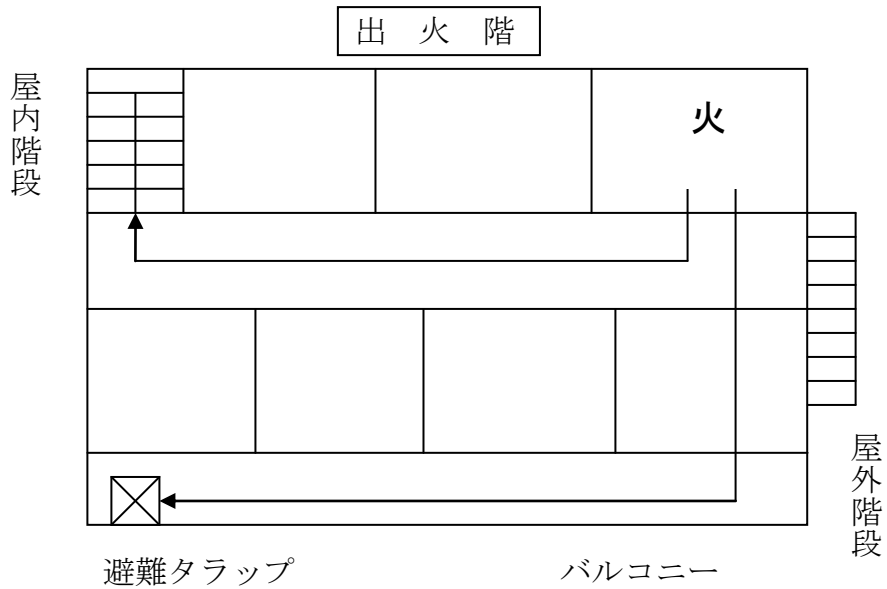 出 火 階
屋内階段
火
屋外階段
避難タラップ
バルコニー